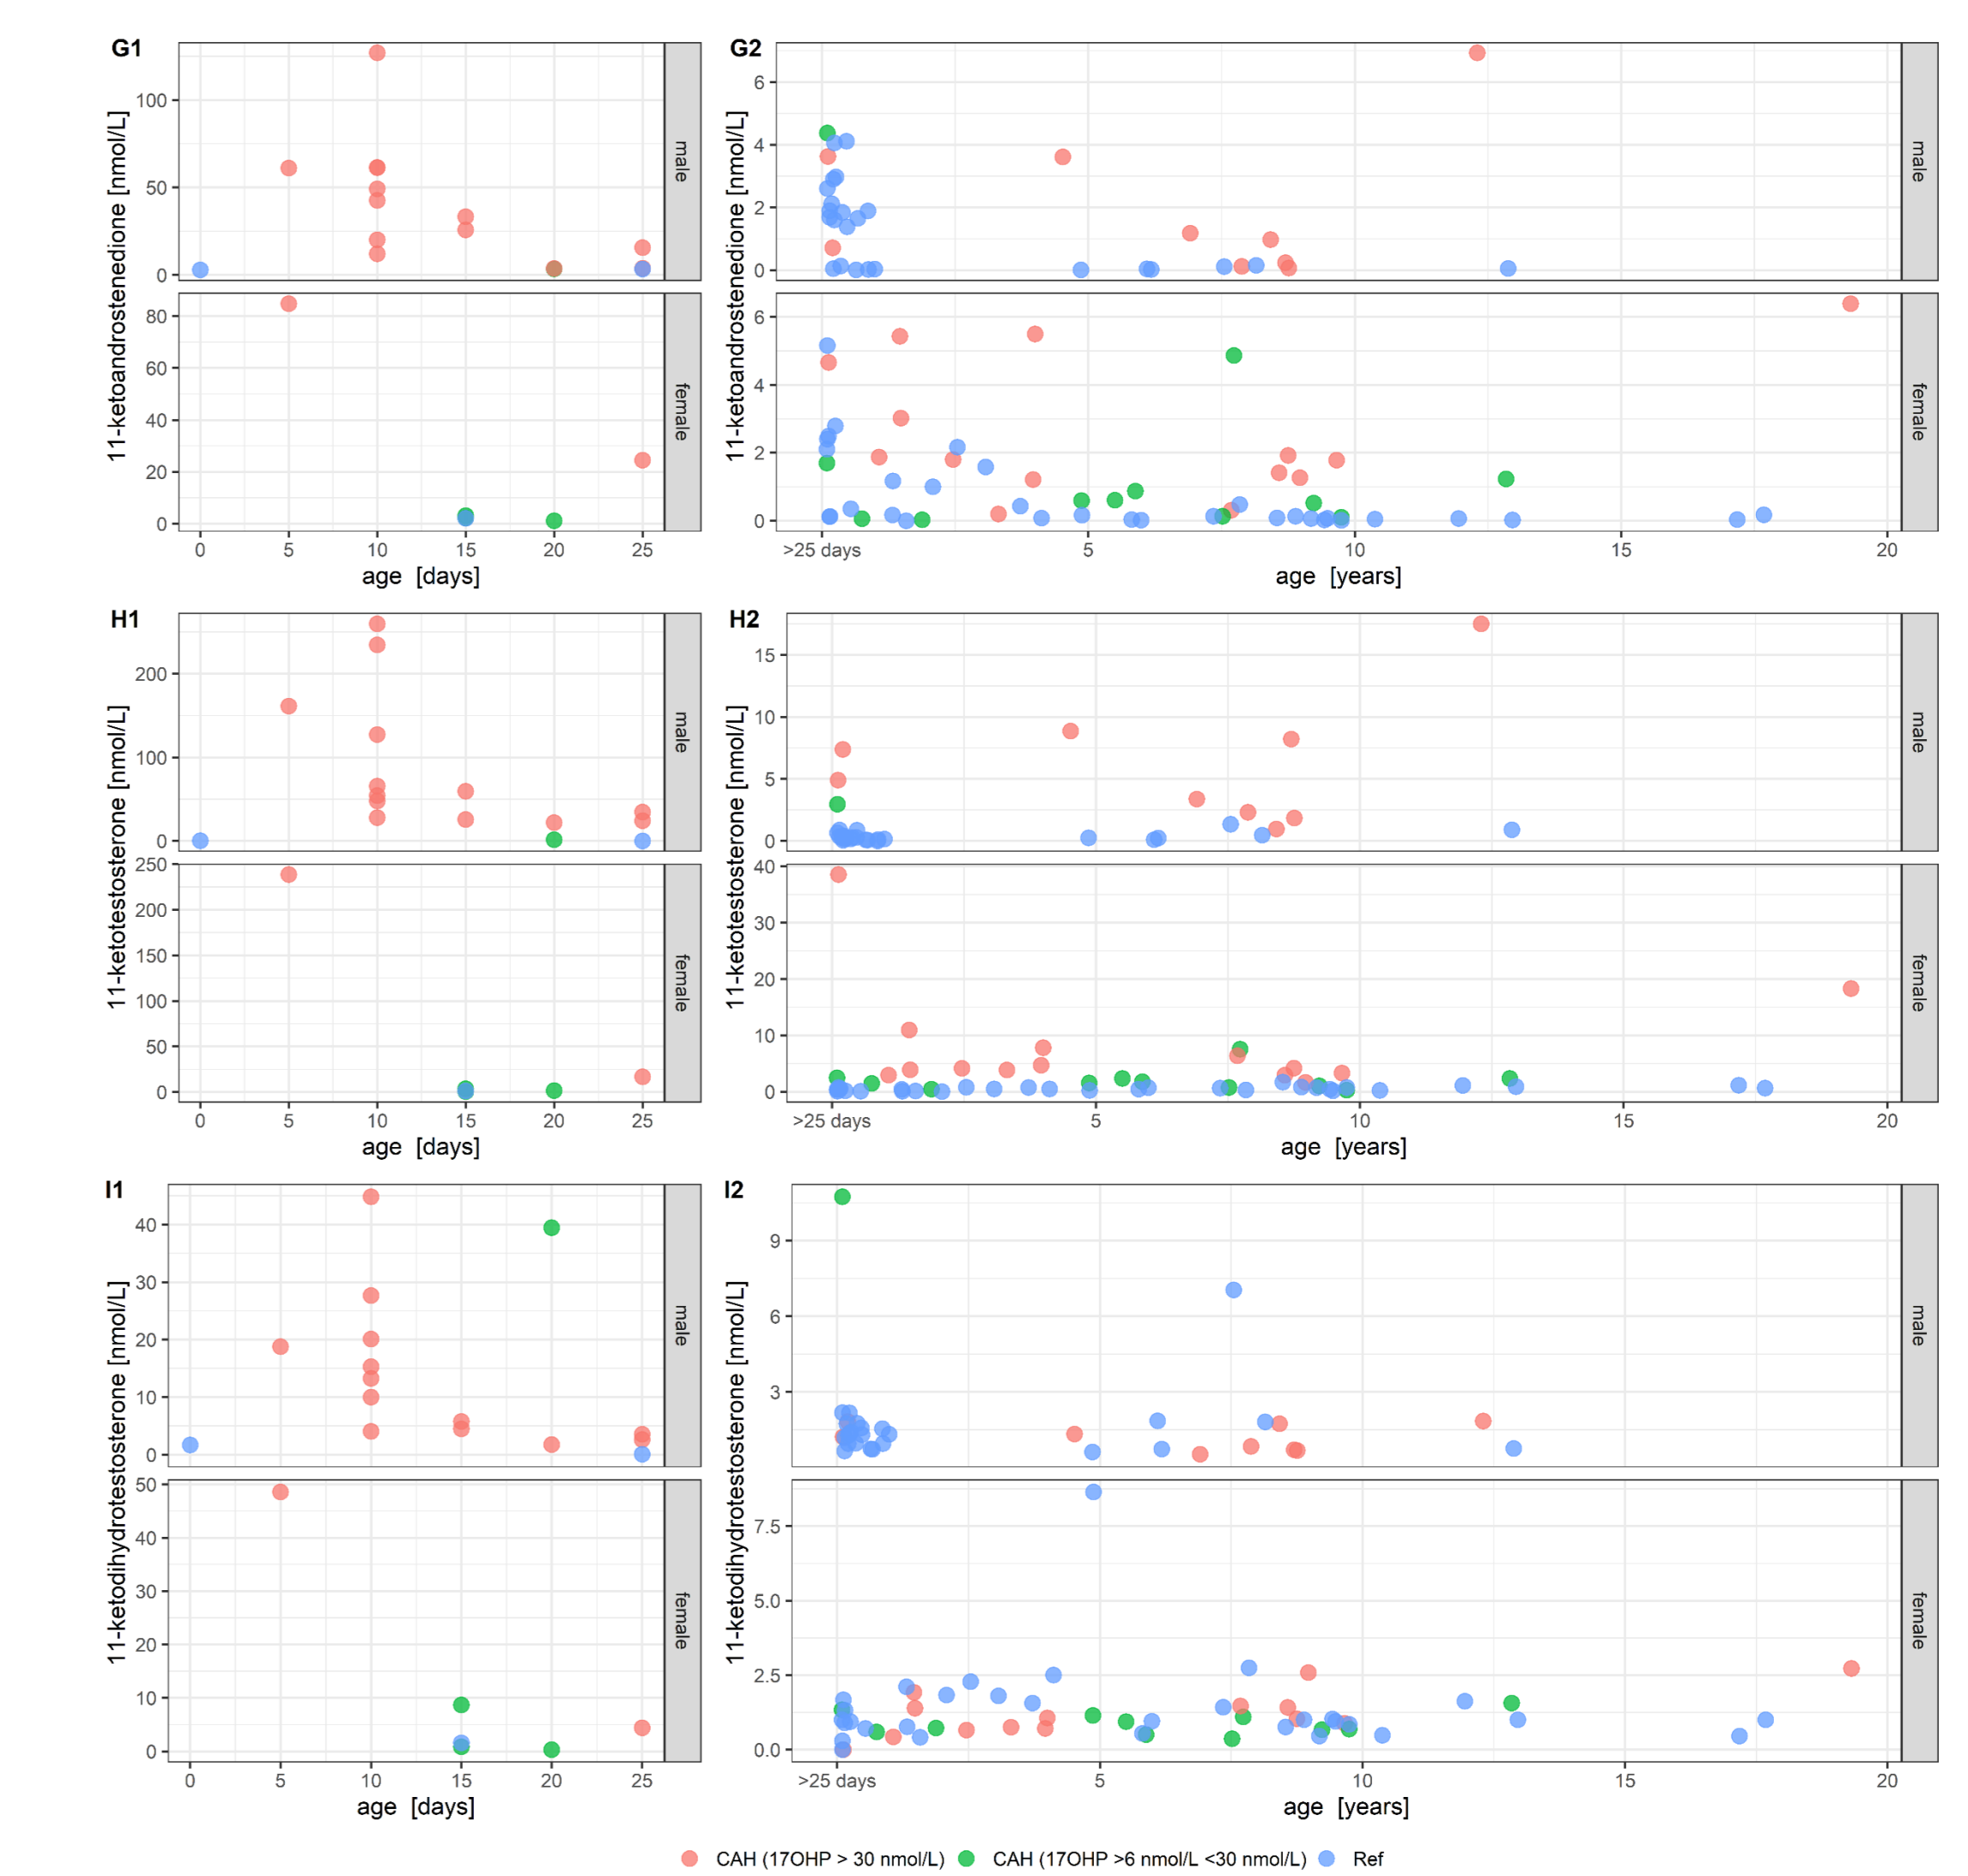 G1
11-ketoandrostenedione [nmol/L]
100
50
0
male
80
60
40
20
0
female
0 5 10 15 20 25
age [days]
G2
11-ketoandrostenedione [nmol/L]
6
4
2
0
male
6
4
2
0
female
>25 days 5 10 15 20
age [years]
H1
11-ketotestosterone [nmol/L]
200
100
0
male
250
200
150
100
50
0
female
0 5 10 15 20 25
age [days]
H2
11-ketotestosterone [nmol/L]
15
10
5
0
male
40
30
20
10
0
female
>25 days 5 10 15 20
age [years]
I1
11-ketodihydrotestosterone [nmol/L]
40
30
20
10
0
male
50
40
30
20
10
0
female
0 5 10 15 20 25
age [days]
I2
11-ketodihydrotestosterone [nmol/L]
9
6
3
male
7.5
5.0
2.5
0.0
female
>25 days 5 10 15 20
age [years]
CAH (17OHP > 30 nmol/L) CAH (17OHP >6 nmol/L <30 nmol/L) Ref